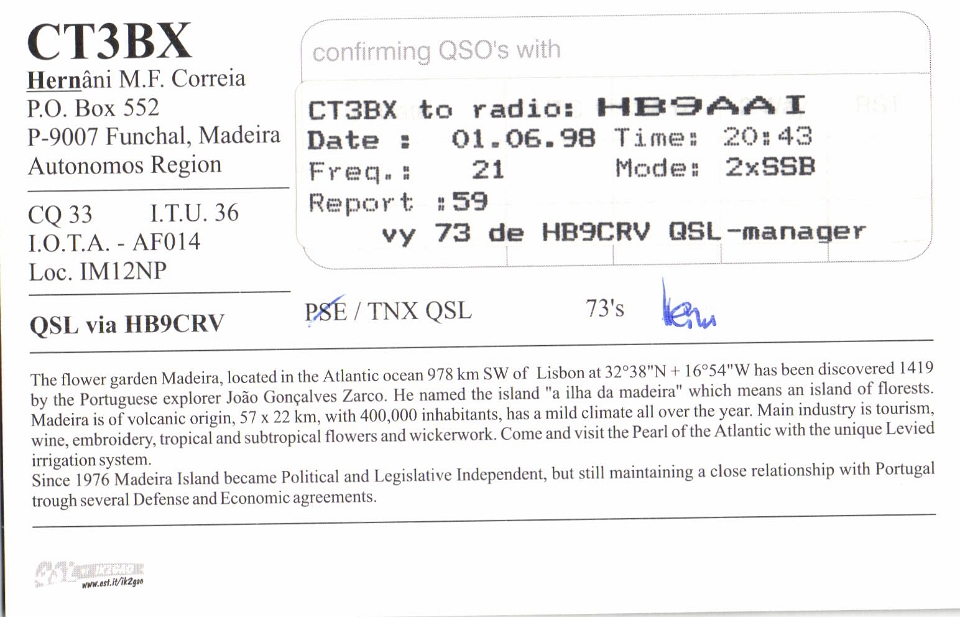 CT3BX
Hernâni M.F. Correia
P.O. Box 552
P-9007 Funchal, Madeira
Autonomos Region
CQ 33 I.T.U. 36
I.O.T.A. - AF014
Loc. IM12NP
QSL via HB9CRV
confirming QSO's with
CT3BX to radio: HB9AAI
Date : 01.06.98 Time: 20:43
Freq.: 21 Mode: 2xSSB
Report :59
vy 73 de HB9CRV QSL-manager
PSE / TNX QSL 73's
The flower garden Madeira, located in the Atlantic ocean 978 km SW of Lisbon at 32°38"N + 16°54"W has been discovered 1419
by the Portuguese explorer João Gonçalves Zarco. He named the island "a ilha da madeira" which means an island of florests.
Madeira is of volcanic origin, 57 x 22 km, with 400,000 inhabitants, has a mild climate all over the year. Main industry is tourism,
wine, embroidery, tropical and subtropical flowers and wickerwork. Come and visit the Pearl of the Atlantic with the unique Levied
irrigation system.
Since 1976 Madeira Island became Political and Legislative Independent, but still maintaining a close relationship with Portugal
trough several Defense and Economic agreements.
QSL by IK2GAO
www.est.it/ik2gso